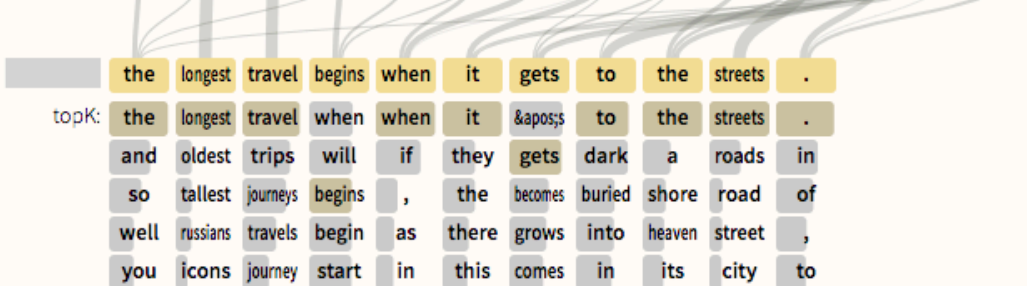 the longest travel begins when it gets to the streets .
topK: the longest travel when when it &apos;s to the streets .
and oldest trips will if they gets dark a roads in
so tallest journeys begins , the becomes buried shore road of
well russians travels begin as there grows into heaven street ,
you icons journey start in this comes in its city to